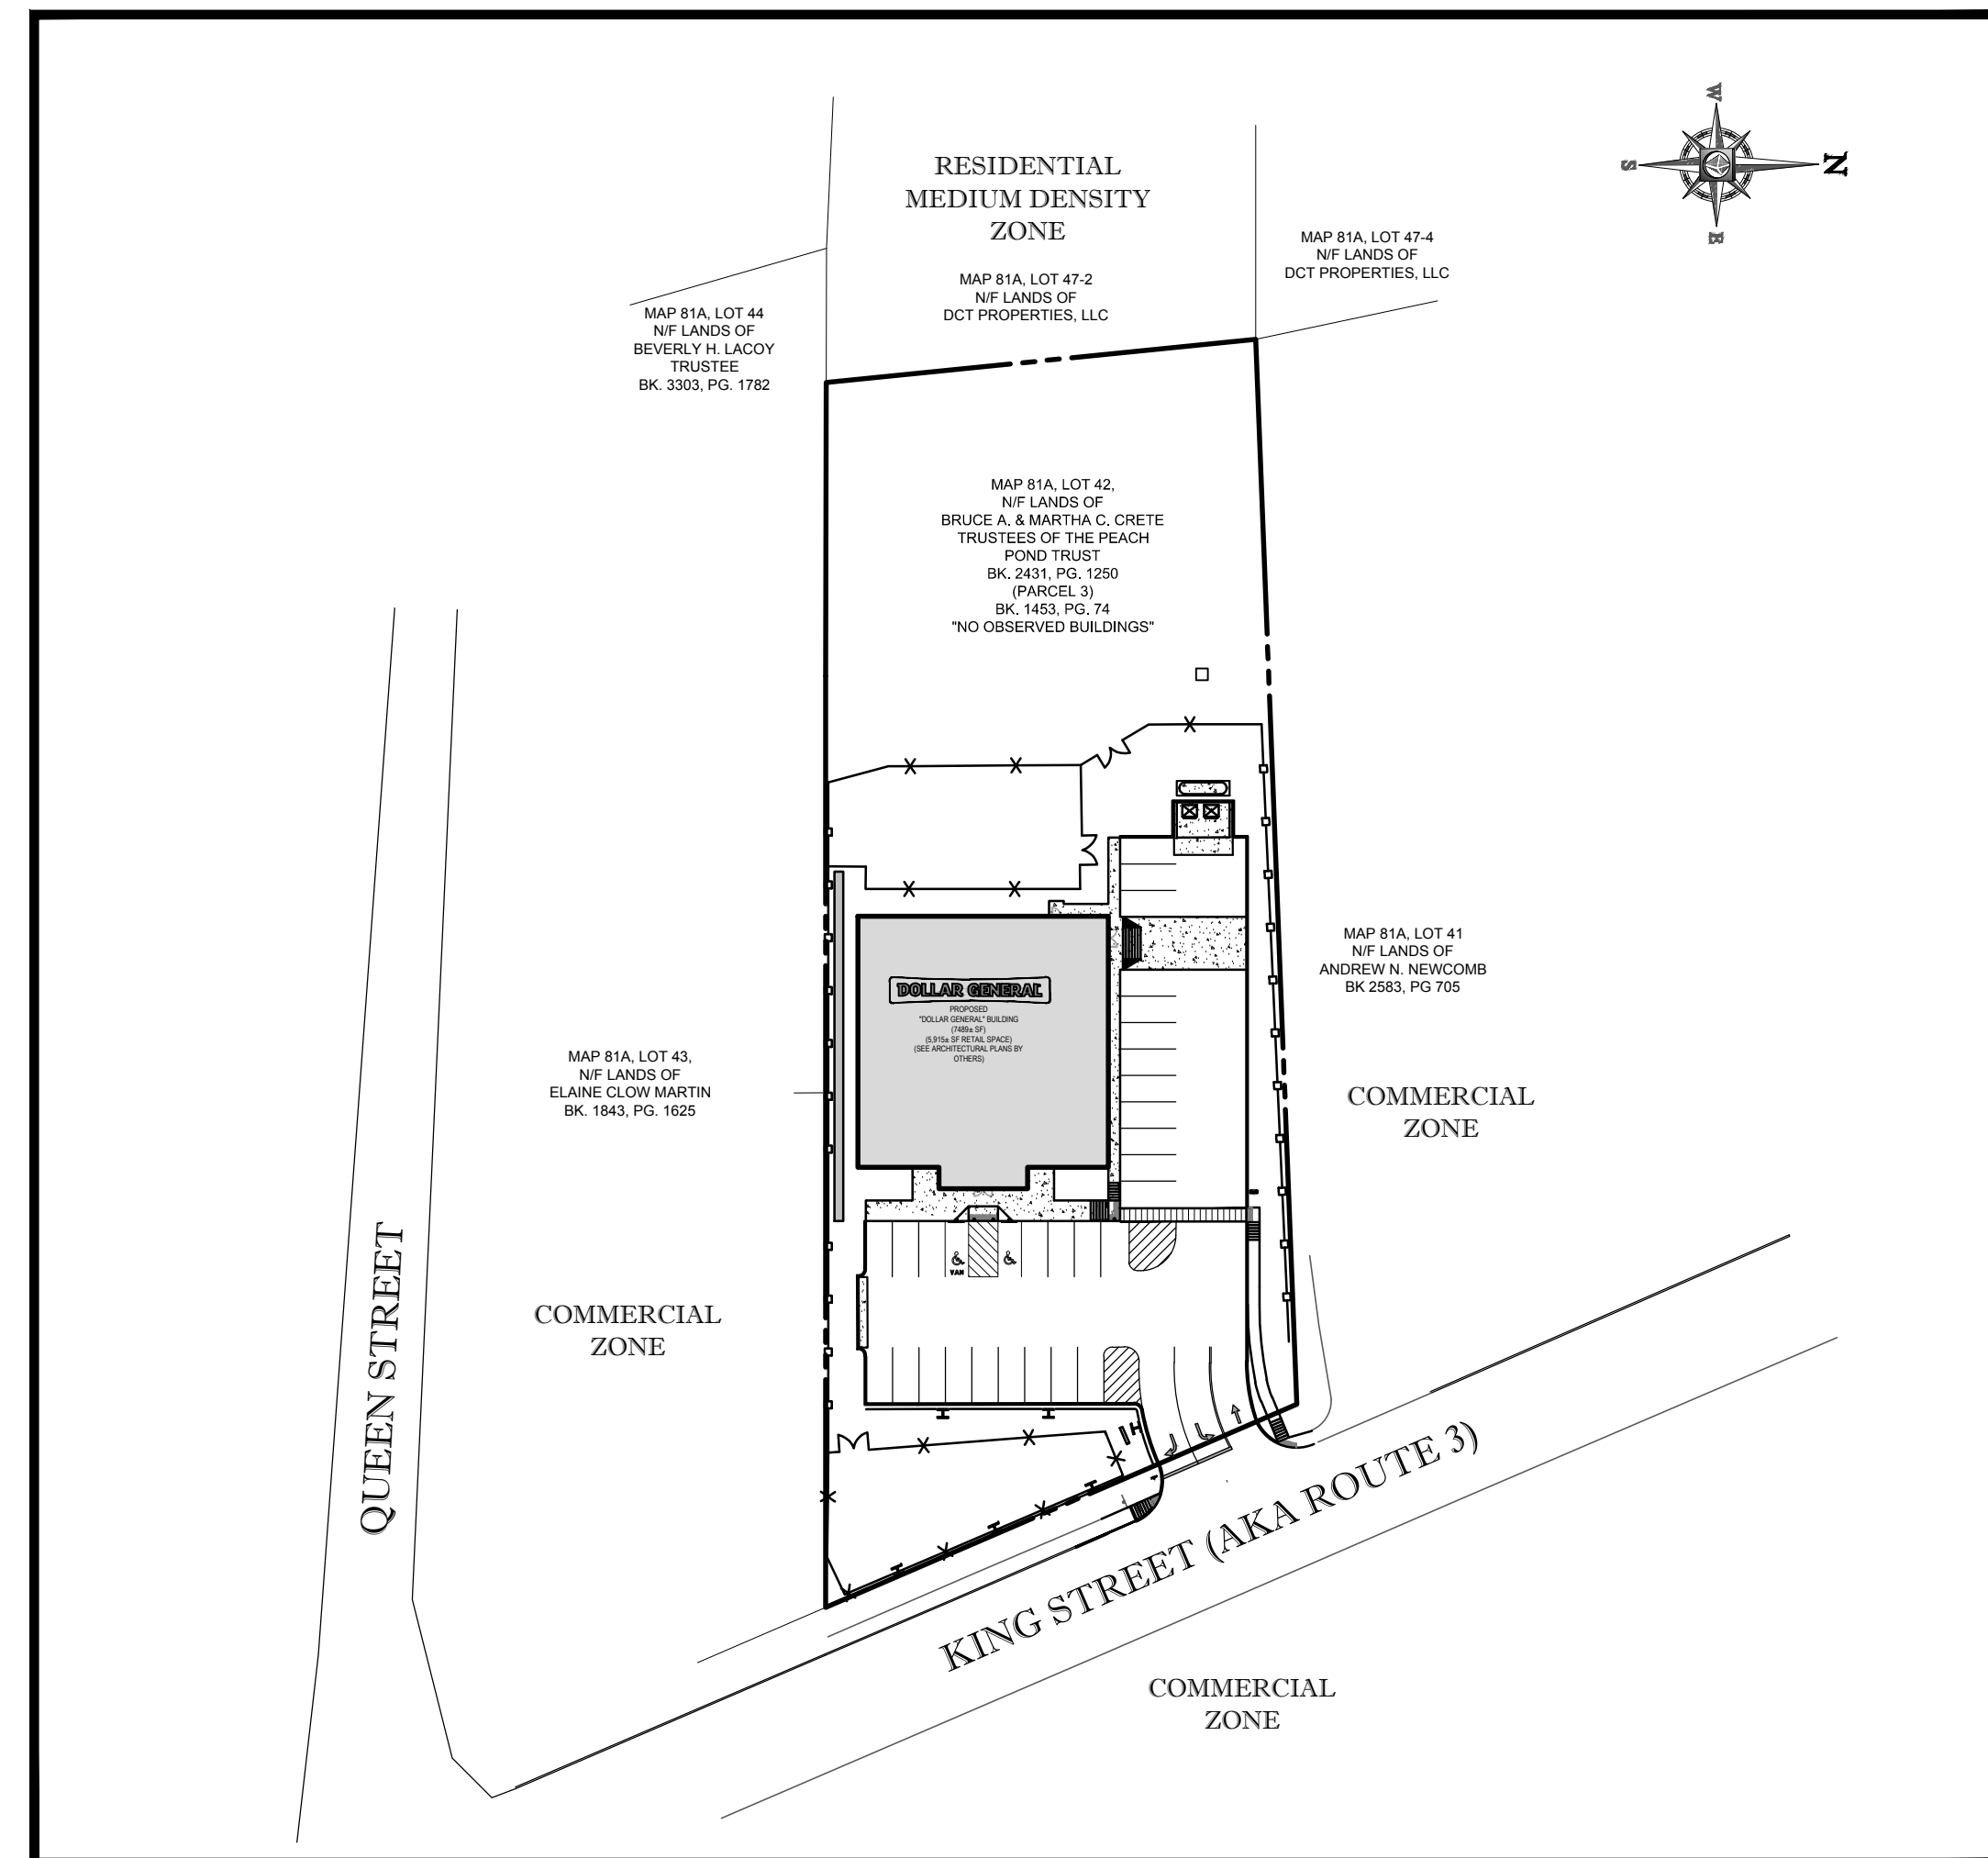 W
S
N
E
RESIDENTIAL
MEDIUM DENSITY
ZONE
MAP 81A, LOT 47-4
N/F LANDS OF
DCT PROPERTIES, LLC
MAP 81A, LOT 47-2
N/F LANDS OF
DCT PROPERTIES, LLC
MAP 81A, LOT 44
N/F LANDS OF
BEVERLY H. LACOY
TRUSTEE
BK. 3303, PG. 1782
MAP 81A, LOT 42,
N/F LANDS OF
BRUCE A. & MARTHA C. CRETE
TRUSTEES OF THE PEACH
POND TRUST
BK. 2431, PG. 1250
(PARCEL 3)
BK. 1453, PG. 74
"NO OBSERVED BUILDINGS"
MAP 81A, LOT 41
N/F LANDS OF
ANDREW N. NEWCOMB
BK 2583, PG 705
DOLLAR GENERAL
PROPOSED
"DOLLAR GENERAL" BUILDING
(7489± SF)
(5,915± SF RETAIL SPACE)
(SEE ARCHITECTURAL PLANS BY
OTHERS)
MAP 81A, LOT 43,
N/F LANDS OF
ELAINE CLOW MARTIN
BK. 1843, PG. 1625
COMMERCIAL
ZONE
VAN
COMMERCIAL
ZONE
QUEEN STREET
KING STREET (AKA ROUTE 3)
COMMERCIAL
ZONE